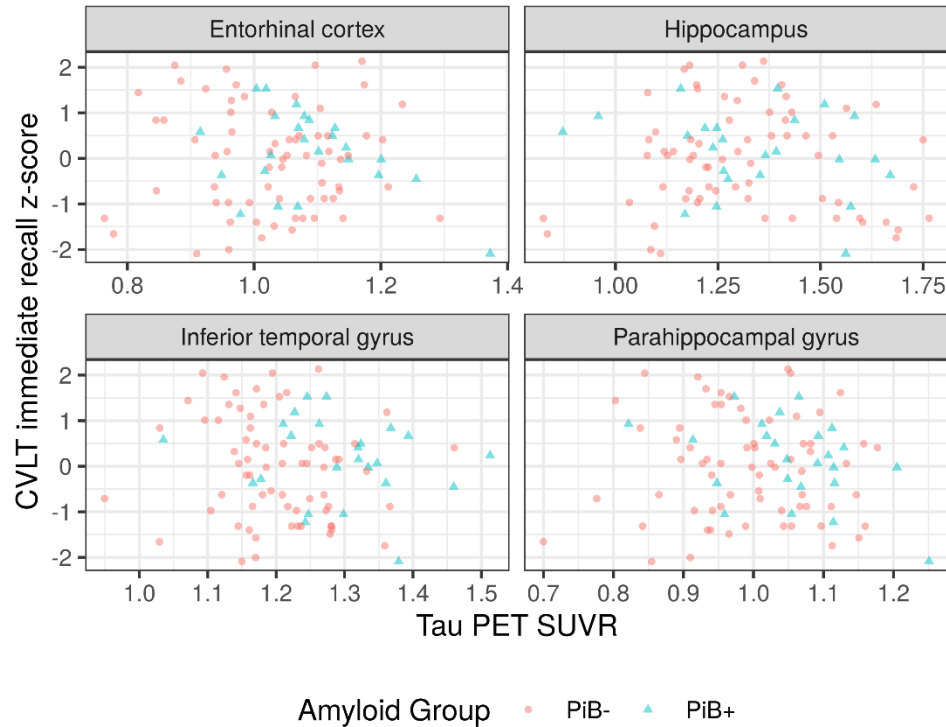 Entorhinal cortex
Hippocampus
CVLT immediate recall z-score
2
1
0
-1
-2
0.8 1.0 1.2 1.4
1.00 1.25 1.50 1.75
Inferior temporal gyrus
Parahippocampal gyrus
2
1
0
-1
-2
1.0 1.1 1.2 1.3 1.4 1.5
0.7 0.8 0.9 1.0 1.1 1.2
Tau PET SUVR
Amyloid Group PiB- PiB+